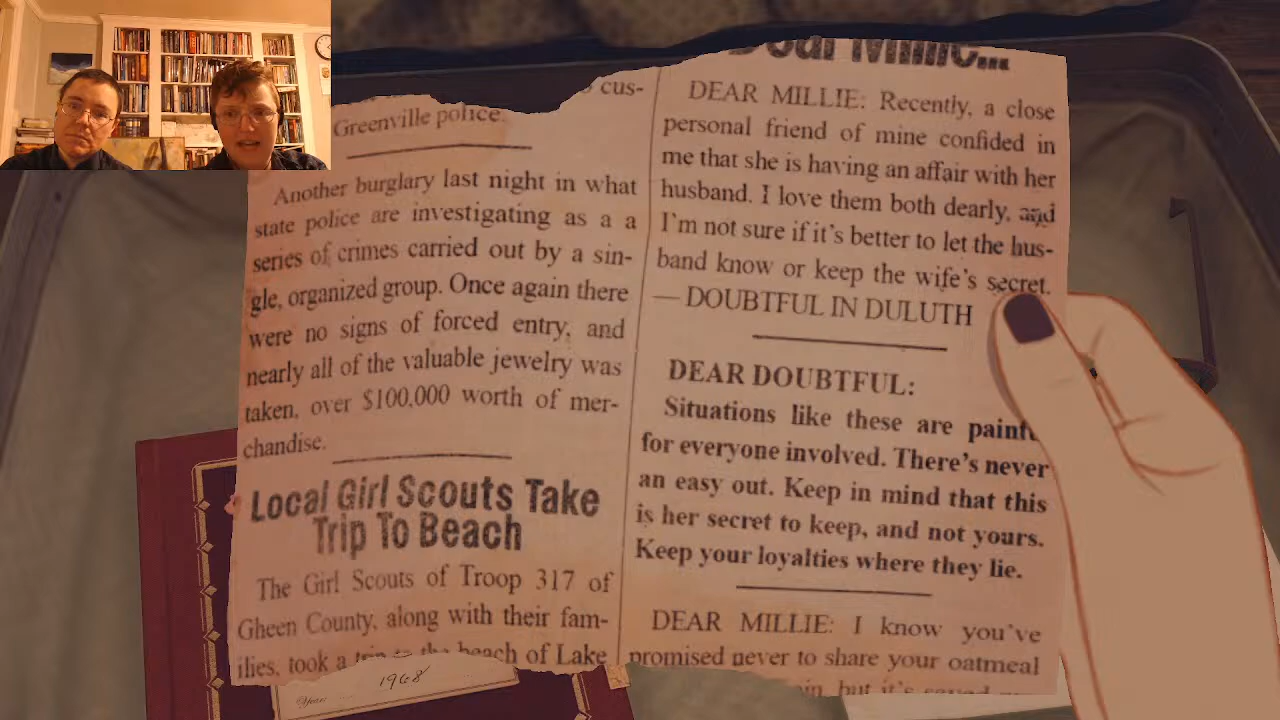 cus-
Greenville police.
Another burglary last night in what
state police are investigating as a a
series of crimes carried out by a sin-
gle, organized group. Once again there
were no signs of forced entry, and
nearly all of the valuable jewelry was
taken, over $100,000 worth of mer-
chandise.
Local Girl Scouts Take
Trip To Beach
The Girl Scouts of Troop 317 of
Gheen County, along with their fam-
ilies, took a trip to the beach of Lake
Dear Millie...
DEAR MILLIE: Recently, a close
personal friend of mine confided in
me that she is having an affair with her
husband. I love them both dearly, and
I'm not sure if it's better to let the hus-
band know or keep the wife's secret.
— DOUBTFUL IN DULUTH
DEAR DOUBTFUL:
Situations like these are
for everyone involved. There's never
an easy out. Keep in mind that this
is her secret to keep, and not yours.
Keep your loyalties where they lie.
DEAR MILLIE: I know you've
promised never to share your oatmeal
but it's
1968
Year: